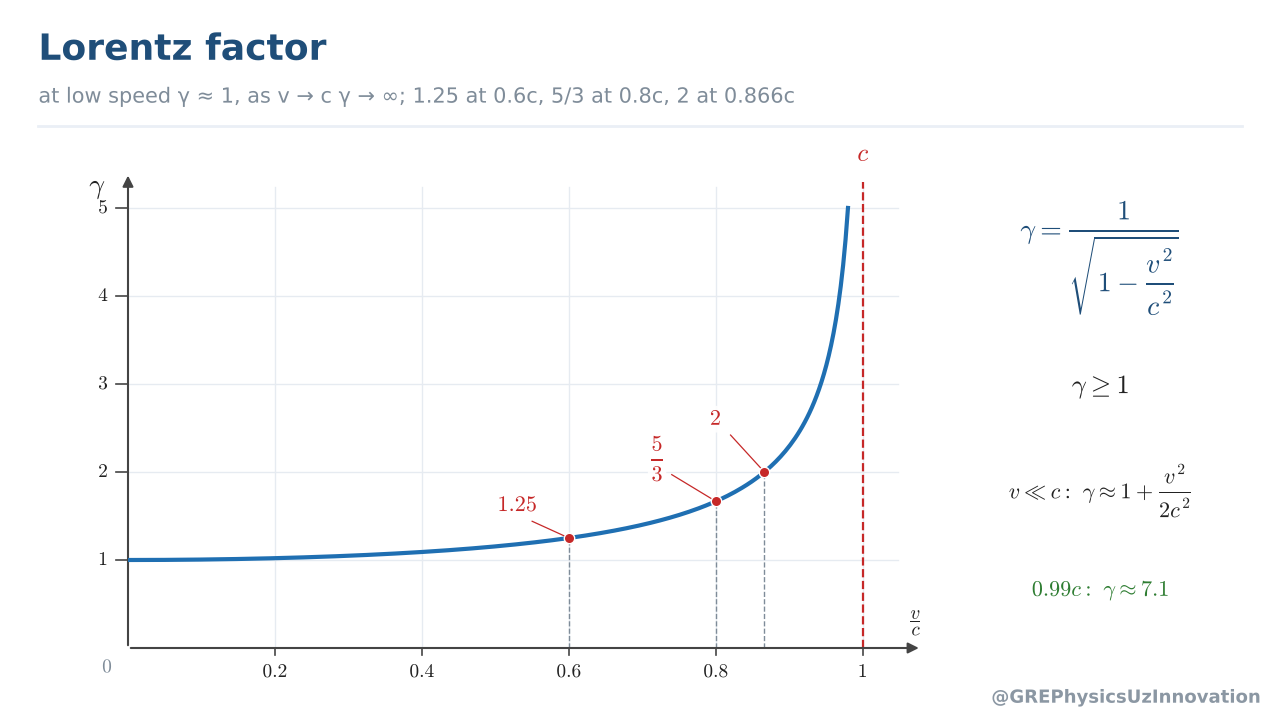 Lorentz factor
at low speed γ ≈ 1, as v → c γ → ∞; 1.25 at 0.6c, 5/3 at 0.8c, 2 at 0.866c
c
γ
5
4
3
2
1
0
0.2
0.4
0.6
0.8
1
v/c
1.25
5/3
2
γ = 1/√(1 − v²/c²)
γ ≥ 1
v ≪ c : γ ≈ 1 + v²/2c²
0.99c : γ ≈ 7.1
@GREPhysicsUzInnovation